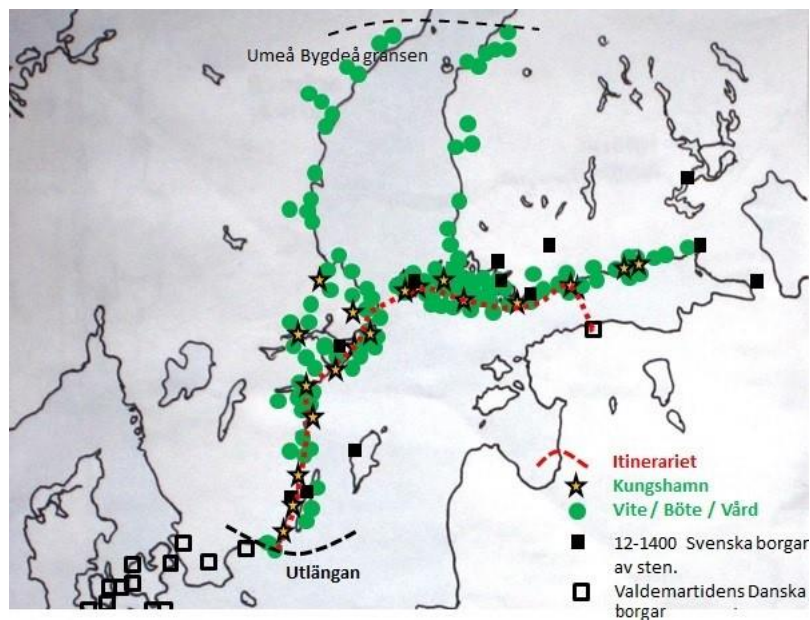 Umeå Bygdeå gränsen
Itinerariet
Kungshamn
Vite / Böte / Vård
12-1400 Svenska borgar
av sten.
Utlängan
Valdemartidens Danska
borgar